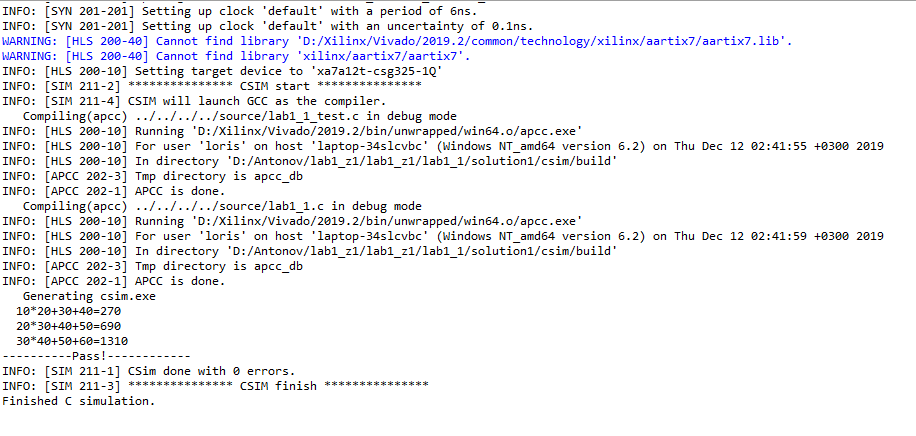 INFO: [SYN 201-201] Setting up clock 'default' with a period of 6ns.
INFO: [SYN 201-201] Setting up clock 'default' with an uncertainty of 0.1ns.
WARNING: [HLS 200-40] Cannot find library 'D:/Xilinx/Vivado/2019.2/common/technology/xilinx/aartix7/aartix7.lib'.
WARNING: [HLS 200-40] Cannot find library 'xilinx/aartix7/aartix7'.
INFO: [HLS 200-10] Setting target device to 'xa7a12t-csg325-1Q'
INFO: [SIM 211-2] *************** CSIM start ***************
INFO: [SIM 211-4] CSIM will launch GCC as the compiler.
   Compiling(apcc) ../../../../source/lab1_1_test.c in debug mode
INFO: [HLS 200-10] Running 'D:/Xilinx/Vivado/2019.2/bin/unwrapped/win64.o/apcc.exe'
INFO: [HLS 200-10] For user 'loris' on host 'laptop-34slcvbc' (Windows NT_amd64 version 6.2) on Thu Dec 12 02:41:55 +0300 2019
INFO: [HLS 200-10] In directory 'D:/Antonov/lab1_z1/lab1_z1/lab1_1/solution1/csim/build'
INFO: [APCC 202-3] Tmp directory is apcc_db
INFO: [APCC 202-1] APCC is done.
   Compiling(apcc) ../../../../source/lab1_1.c in debug mode
INFO: [HLS 200-10] Running 'D:/Xilinx/Vivado/2019.2/bin/unwrapped/win64.o/apcc.exe'
INFO: [HLS 200-10] For user 'loris' on host 'laptop-34slcvbc' (Windows NT_amd64 version 6.2) on Thu Dec 12 02:41:59 +0300 2019
INFO: [HLS 200-10] In directory 'D:/Antonov/lab1_z1/lab1_z1/lab1_1/solution1/csim/build'
INFO: [APCC 202-3] Tmp directory is apcc_db
INFO: [APCC 202-1] APCC is done.
   Generating csim.exe
  10*20+30+40=270
  20*30+40+50=690
  30*40+50+60=1310
----------Pass!------------
INFO: [SIM 211-1] CSim done with 0 errors.
INFO: [SIM 211-3] *************** CSIM finish ***************
Finished C simulation.